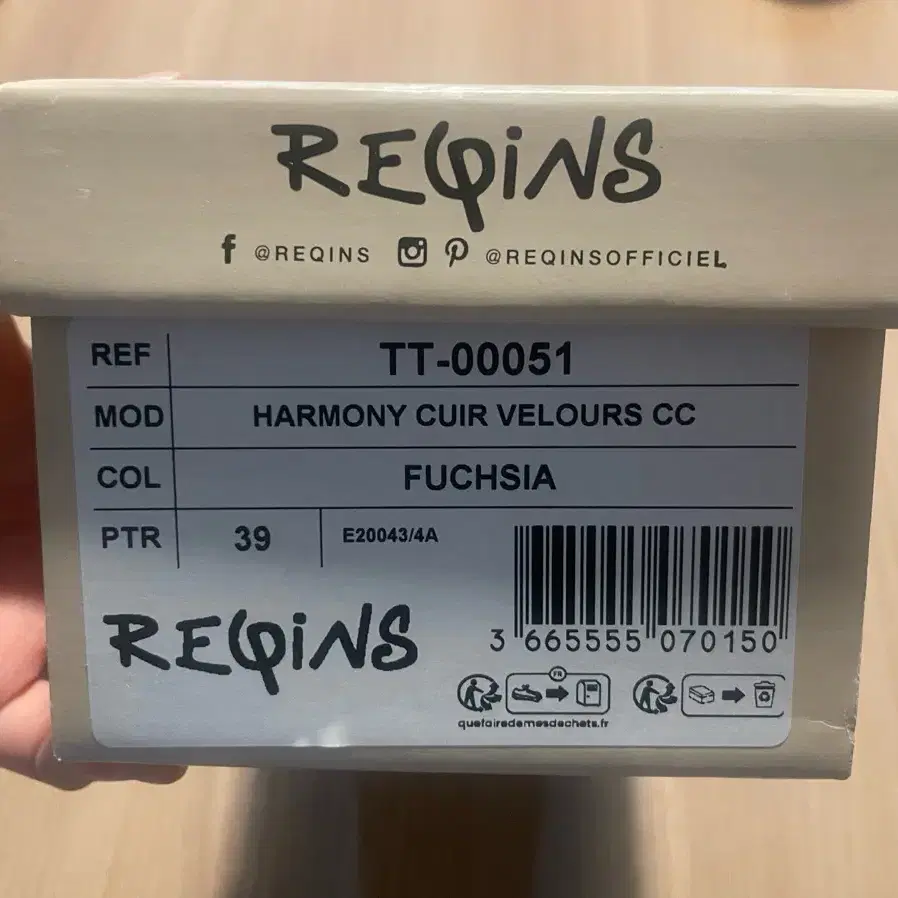 REQINS
@REQINS @REQINSOFFICIEL
REF TT-00051
MOD HARMONY CUIR VELOURS CC
COL FUCHSIA
PTR 39 E20043/4A
REQINS
3 665555 070150
FR
quefairedemesdechets.fr